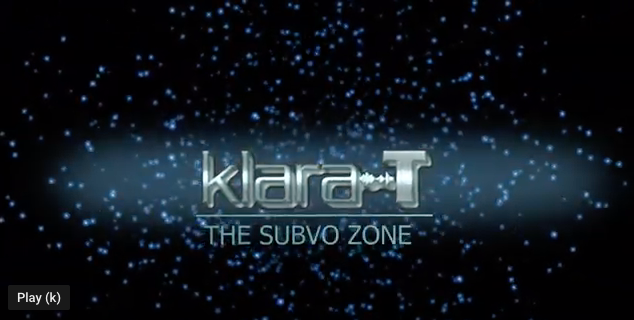 klara T
THE SUBVO ZONE
Play (k)